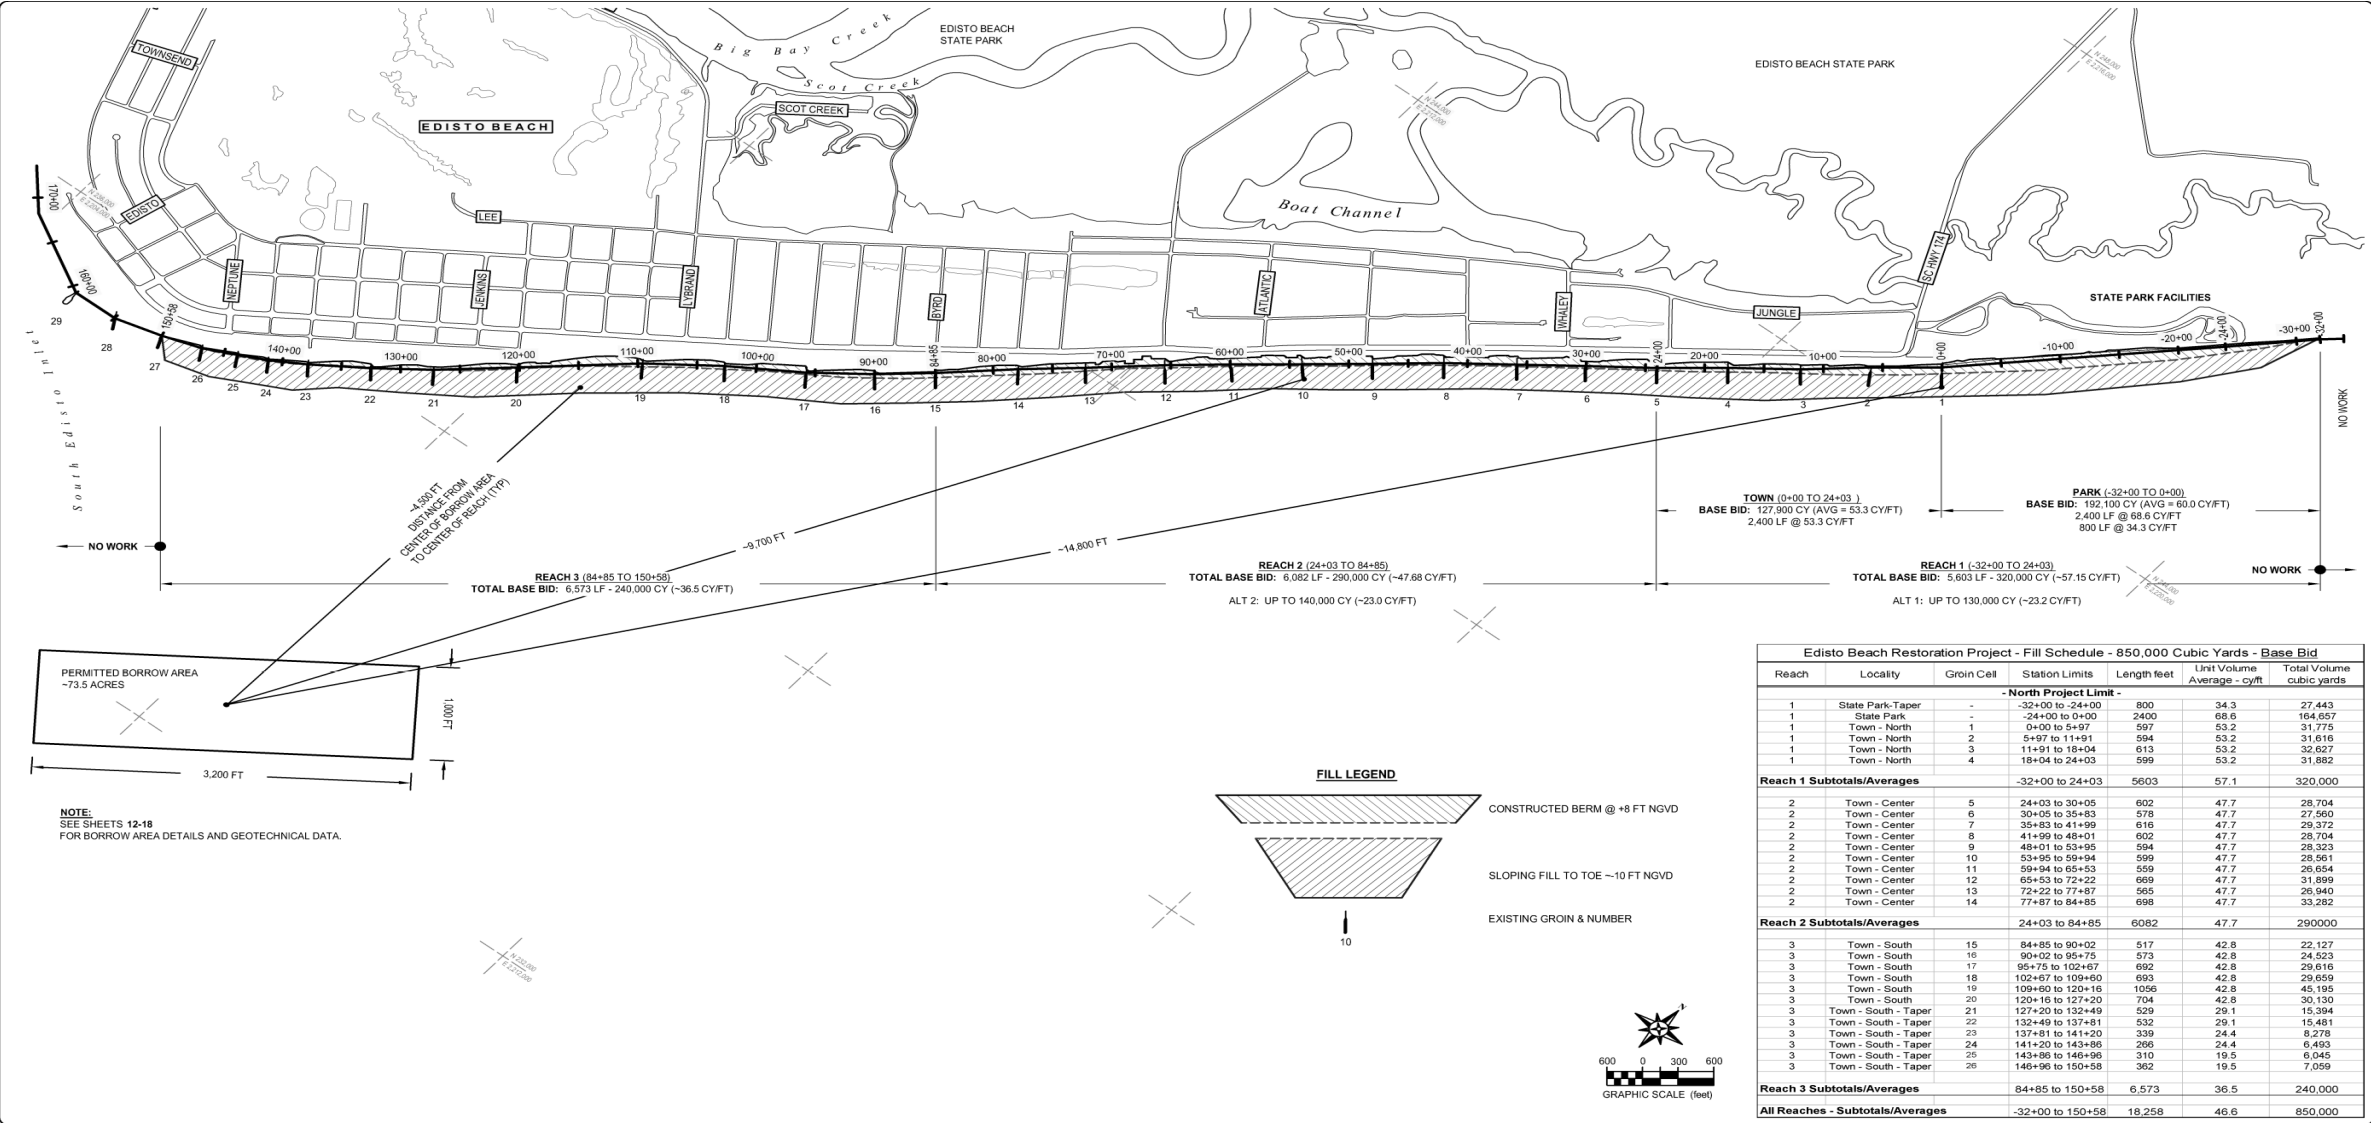 TOWNSEND
EDISTO BEACH
Big Bay Creek
Scot Creek
SCOT CREEK
EDISTO BEACH
STATE PARK
EDISTO BEACH STATE PARK
N 248,000
E 2,216,000
N 244,000
E 2,212,000
N 236,000
E 2,204,000
EDISTO
LEE
NEPTUNE
JENKINS
LYBRAND
BYRD
ATLANTIC
WHALEY
JUNGLE
SC HWY 174
Boat Channel
STATE PARK FACILITIES
South Edisto Inlet
170+00
160+00
150+58
140+00
130+00
120+00
110+00
100+00
90+00
84+85
80+00
70+00
60+00
50+00
40+00
30+00
24+00
20+00
10+00
0+00
-10+00
-20+00
-24+00
-30+00
-32+00
29
28
27
26
25
24
23
22
21
20
19
18
17
16
15
14
13
12
11
10
9
8
7
6
5
4
3
2
1
NO WORK
~4,500 FT
DISTANCE FROM
CENTER OF BORROW AREA
TO CENTER OF REACH (TYP)
~9,700 FT
~14,800 FT
TOWN (0+00 TO 24+03 )
BASE BID: 127,900 CY (AVG = 53.3 CY/FT)
2,400 LF @ 53.3 CY/FT
PARK (-32+00 TO 0+00)
BASE BID: 192,100 CY (AVG = 60.0 CY/FT)
2,400 LF @ 68.6 CY/FT
800 LF @ 34.3 CY/FT
NO WORK
REACH 3 (84+85 TO 150+58)
TOTAL BASE BID: 6,573 LF - 240,000 CY (~36.5 CY/FT)
REACH 2 (24+03 TO 84+85)
TOTAL BASE BID: 6,082 LF - 290,000 CY (~47.68 CY/FT)
ALT 2: UP TO 140,000 CY (~23.0 CY/FT)
REACH 1 (-32+00 TO 24+03)
TOTAL BASE BID: 5,603 LF - 320,000 CY (~57.15 CY/FT)
ALT 1: UP TO 130,000 CY (~23.2 CY/FT)
NO WORK
N 244,000
E 2,220,000
PERMITTED BORROW AREA
~73.5 ACRES
1,000 FT
3,200 FT
NOTE:
SEE SHEETS 12-18
FOR BORROW AREA DETAILS AND GEOTECHNICAL DATA.
N 232,000
E 2,212,000
FILL LEGEND
CONSTRUCTED BERM @ +8 FT NGVD
SLOPING FILL TO TOE ~-10 FT NGVD
EXISTING GROIN & NUMBER
10
600 0 300 600
GRAPHIC SCALE (feet)
Edisto Beach Restoration Project - Fill Schedule - 850,000 Cubic Yards - Base Bid
Reach Locality Groin Cell Station Limits Length feet Unit Volume Average - cy/ft Total Volume cubic yards
- North Project Limit -
1 State Park-Taper - -32+00 to -24+00 800 34.3 27,443
1 State Park - -24+00 to 0+00 2400 68.6 164,657
1 Town - North 1 0+00 to 5+97 597 53.2 31,775
1 Town - North 2 5+97 to 11+91 594 53.2 31,616
1 Town - North 3 11+91 to 18+04 613 53.2 32,627
1 Town - North 4 18+04 to 24+03 599 53.2 31,882
Reach 1 Subtotals/Averages -32+00 to 24+03 5603 57.1 320,000
2 Town - Center 5 24+03 to 30+05 602 47.7 28,704
2 Town - Center 6 30+05 to 35+83 578 47.7 27,560
2 Town - Center 7 35+83 to 41+99 616 47.7 29,372
2 Town - Center 8 41+99 to 48+01 602 47.7 28,704
2 Town - Center 9 48+01 to 53+95 594 47.7 28,323
2 Town - Center 10 53+95 to 59+94 599 47.7 28,561
2 Town - Center 11 59+94 to 65+53 559 47.7 26,654
2 Town - Center 12 65+53 to 72+22 669 47.7 31,899
2 Town - Center 13 72+22 to 77+87 565 47.7 26,940
2 Town - Center 14 77+87 to 84+85 698 47.7 33,282
Reach 2 Subtotals/Averages 24+03 to 84+85 6082 47.7 290000
3 Town - South 15 84+85 to 90+02 517 42.8 22,127
3 Town - South 16 90+02 to 95+75 573 42.8 24,523
3 Town - South 17 95+75 to 102+67 692 42.8 29,616
3 Town - South 18 102+67 to 109+60 693 42.8 29,659
3 Town - South 19 109+60 to 120+16 1056 42.8 45,195
3 Town - South 20 120+16 to 127+20 704 42.8 30,130
3 Town - South - Taper 21 127+20 to 132+49 529 29.1 15,394
3 Town - South - Taper 22 132+49 to 137+81 532 29.1 15,481
3 Town - South - Taper 23 137+81 to 141+20 339 24.4 8,278
3 Town - South - Taper 24 141+20 to 143+86 266 24.4 6,493
3 Town - South - Taper 25 143+86 to 146+96 310 19.5 6,045
3 Town - South - Taper 26 146+96 to 150+58 362 19.5 7,059
Reach 3 Subtotals/Averages 84+85 to 150+58 6,573 36.5 240,000
All Reaches - Subtotals/Averages -32+00 to 150+58 18,258 46.6 850,000